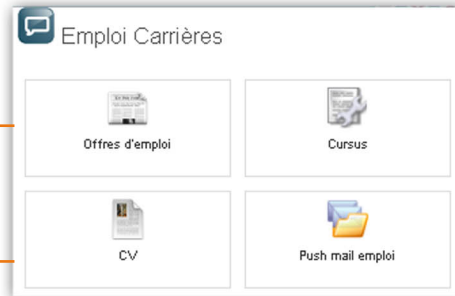 Emploi Carrières
Offres d'emploi
Cursus
CV
Push mail emploi